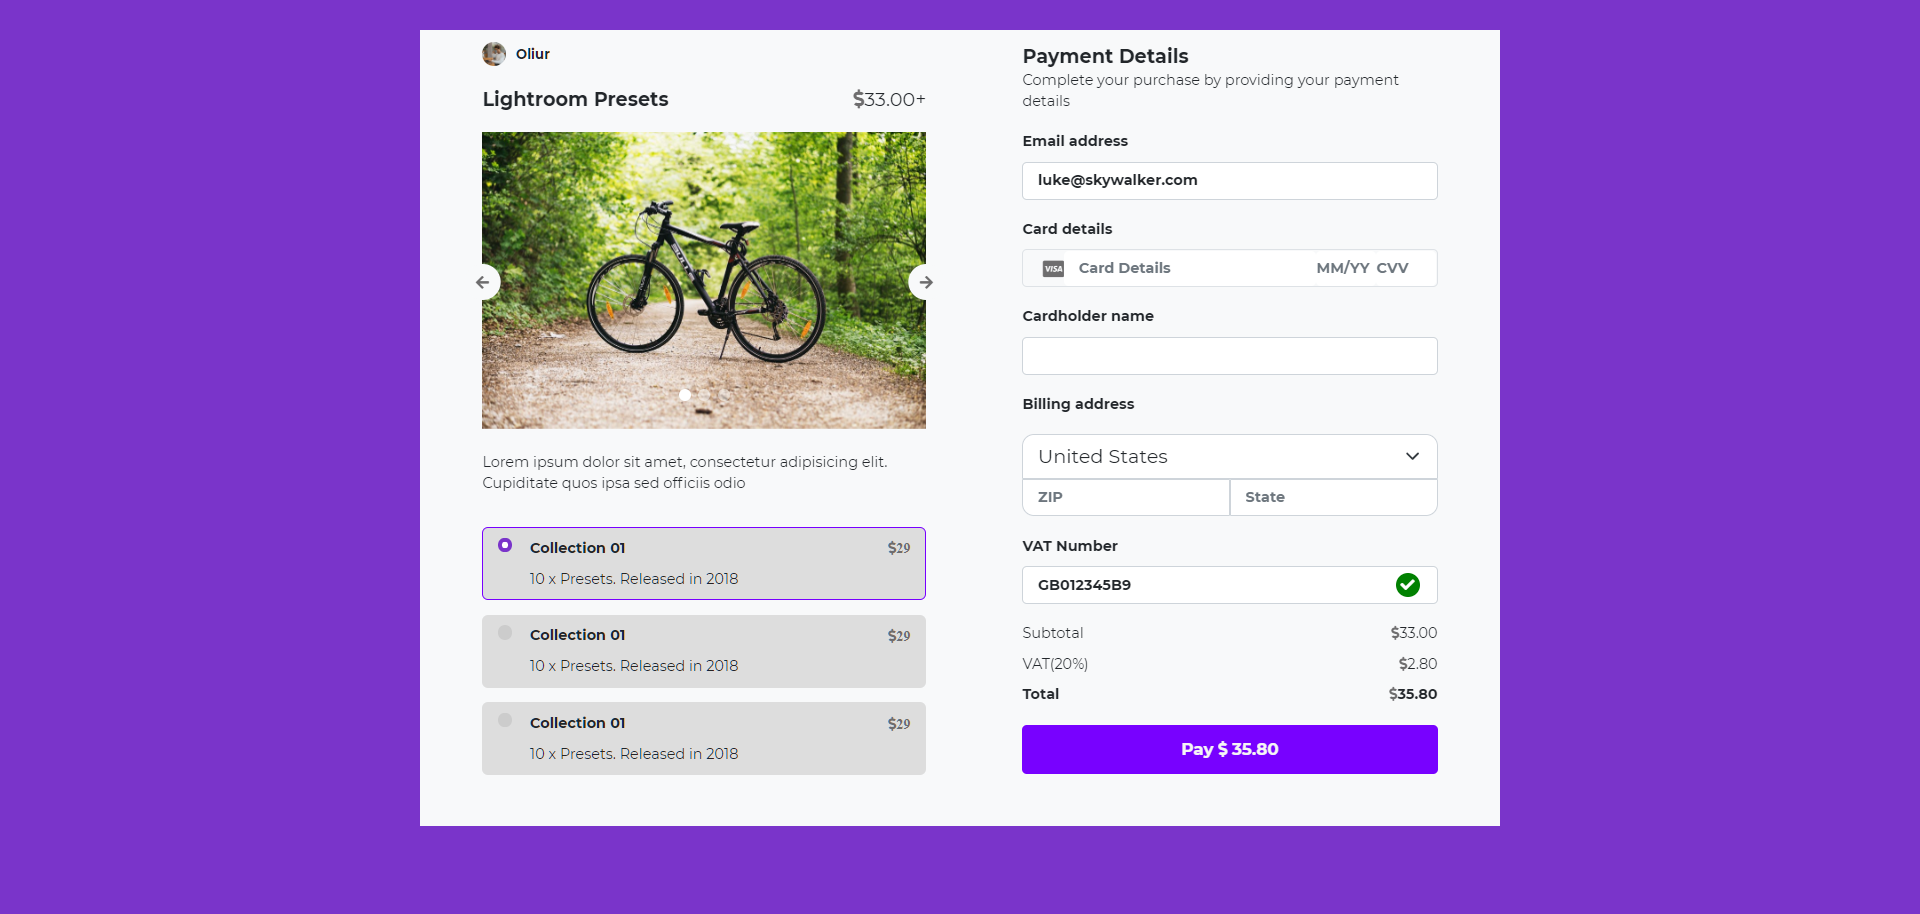 Oliur
Lightroom Presets
$33.00+
Lorem ipsum dolor sit amet, consectetur adipisicing elit.
Cupiditate quos ipsa sed officiis odio
Collection 01
$29
10 x Presets. Released in 2018
Collection 01
$29
10 x Presets. Released in 2018
Collection 01
$29
10 x Presets. Released in 2018
Payment Details
Complete your purchase by providing your payment
details
Email address
luke@skywalker.com
Card details
VISA
Card Details
MM/YY
CVV
Cardholder name
Billing address
United States
ZIP
State
VAT Number
GB012345B9
Subtotal
$33.00
VAT(20%)
$2.80
Total
$35.80
Pay $ 35.80